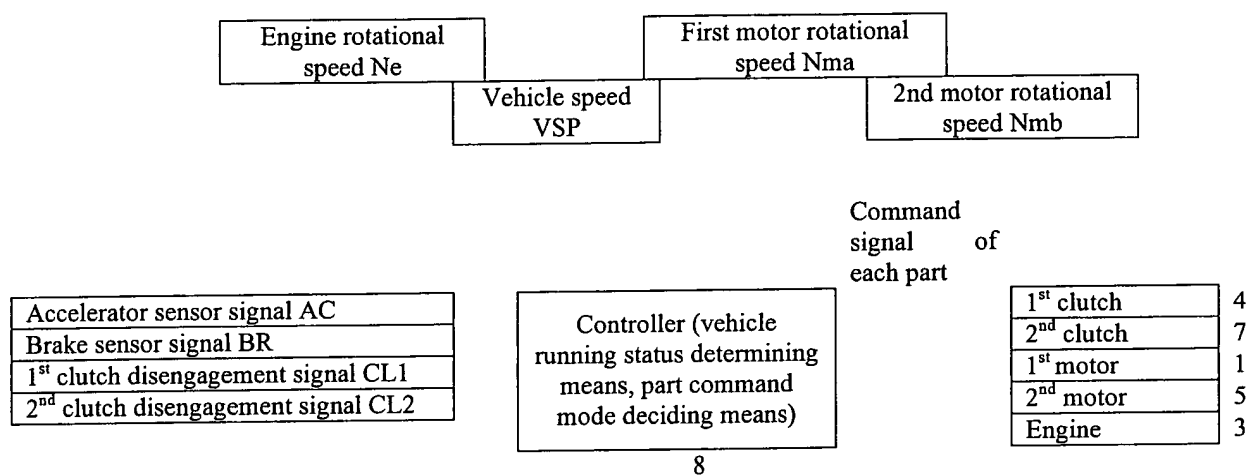 Engine rotational
speed Ne
First motor rotational
speed Nma
Vehicle speed
VSP
2nd motor rotational
speed Nmb
Command
signal of
each part
Accelerator sensor signal AC
Brake sensor signal BR
1st clutch disengagement signal CL1
2nd clutch disengagement signal CL2
Controller (vehicle
running status determining
means, part command
mode deciding means)
8
1st clutch 4
2nd clutch 7
1st motor 1
2nd motor 5
Engine 3